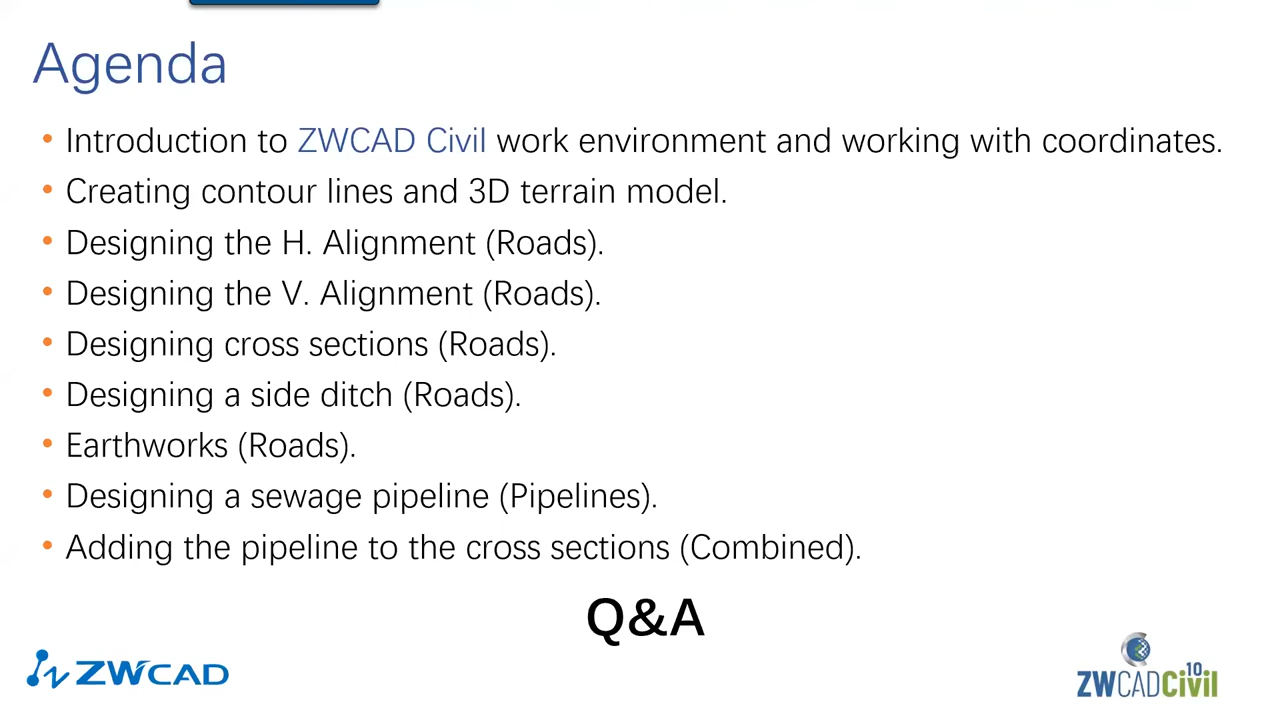 Agenda
• Introduction to ZWCAD Civil work environment and working with coordinates.
• Creating contour lines and 3D terrain model.
• Designing the H. Alignment (Roads).
• Designing the V. Alignment (Roads).
• Designing cross sections (Roads).
• Designing a side ditch (Roads).
• Earthworks (Roads).
• Designing a sewage pipeline (Pipelines).
• Adding the pipeline to the cross sections (Combined).
Q&A
ZWCAD
ZWCADCivil 10